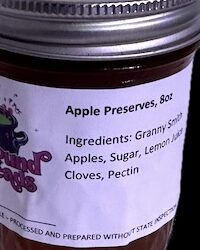 Apple Preserves, 8oz
Ingredients: Granny Smith
Apples, Sugar, Lemon Juice
Cloves, Pectin
- PROCESSED AND PREPARED WITHOUT STATE INSPECTION